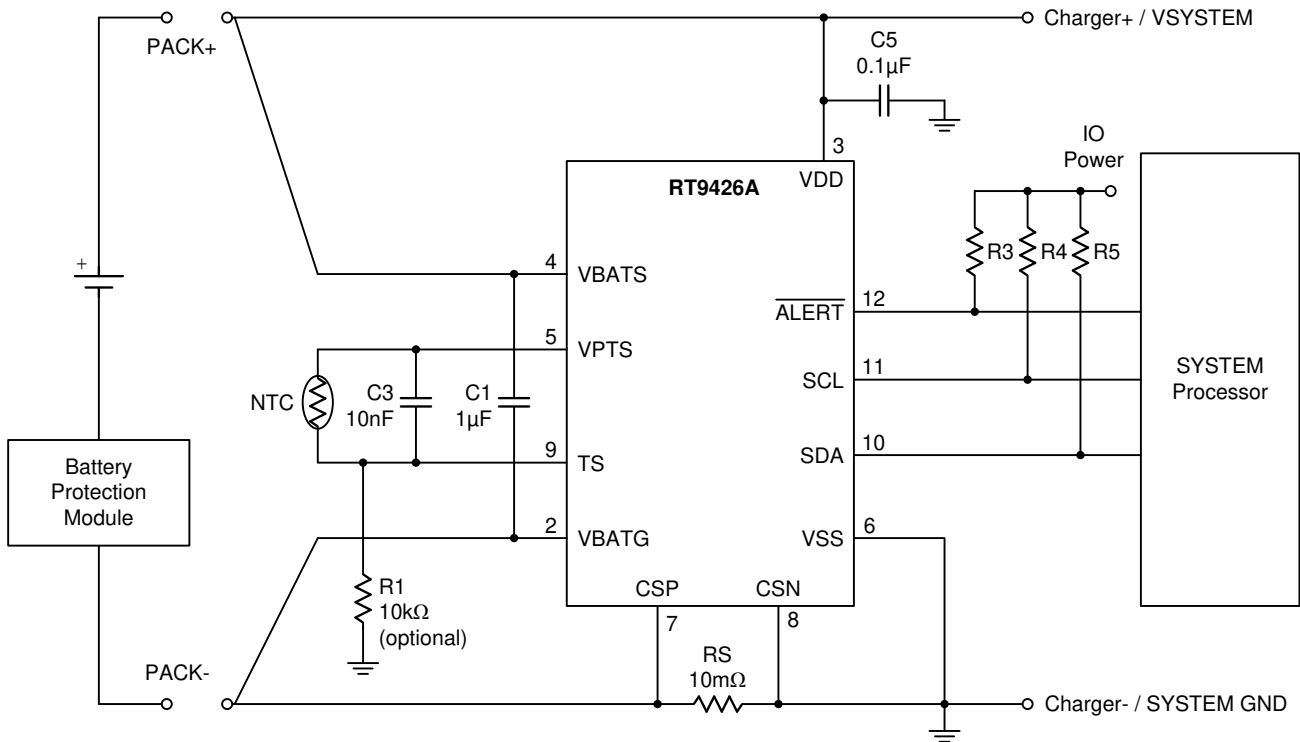 PACK+
Charger+ / VSYSTEM
C5
0.1µF
3
VDD
RT9426A
IO
Power
+
4
VBATS
R3
R4
R5
ALERT
12
5
VPTS
NTC
C3
10nF
C1
1µF
SCL
11
SYSTEM
Processor
9
TS
SDA
10
Battery
Protection
Module
2
VBATG
VSS
6
R1
10kΩ
(optional)
CSP
CSN
7
8
RS
10mΩ
PACK-
Charger- / SYSTEM GND